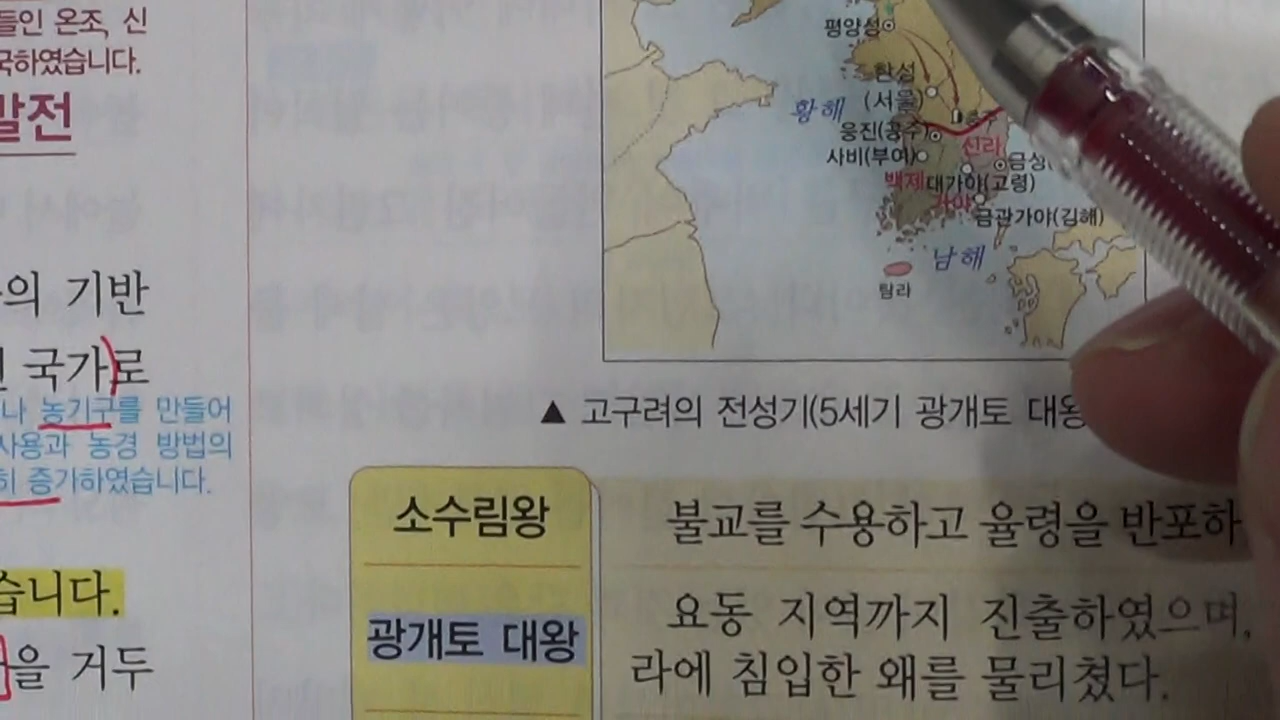 들인 온조, 신
국하였습니다.
발전
의 기반
국가로
나 농기구를 만들어
사용과 농경 방법의
히 증가하였습니다.
습니다.
을 거두
평양성
한성
(서울)
황해
충주
웅진(공주)
신라
사비(부여)
금성(
백제
대가야(고령)
가야
금관가야(김해)
남해
탐라
▲ 고구려의 전성기(5세기 광개토 대왕
소수림왕
불교를 수용하고 율령을 반포하
광개토 대왕
요동 지역까지 진출하였으며,
라에 침입한 왜를 물리쳤다.